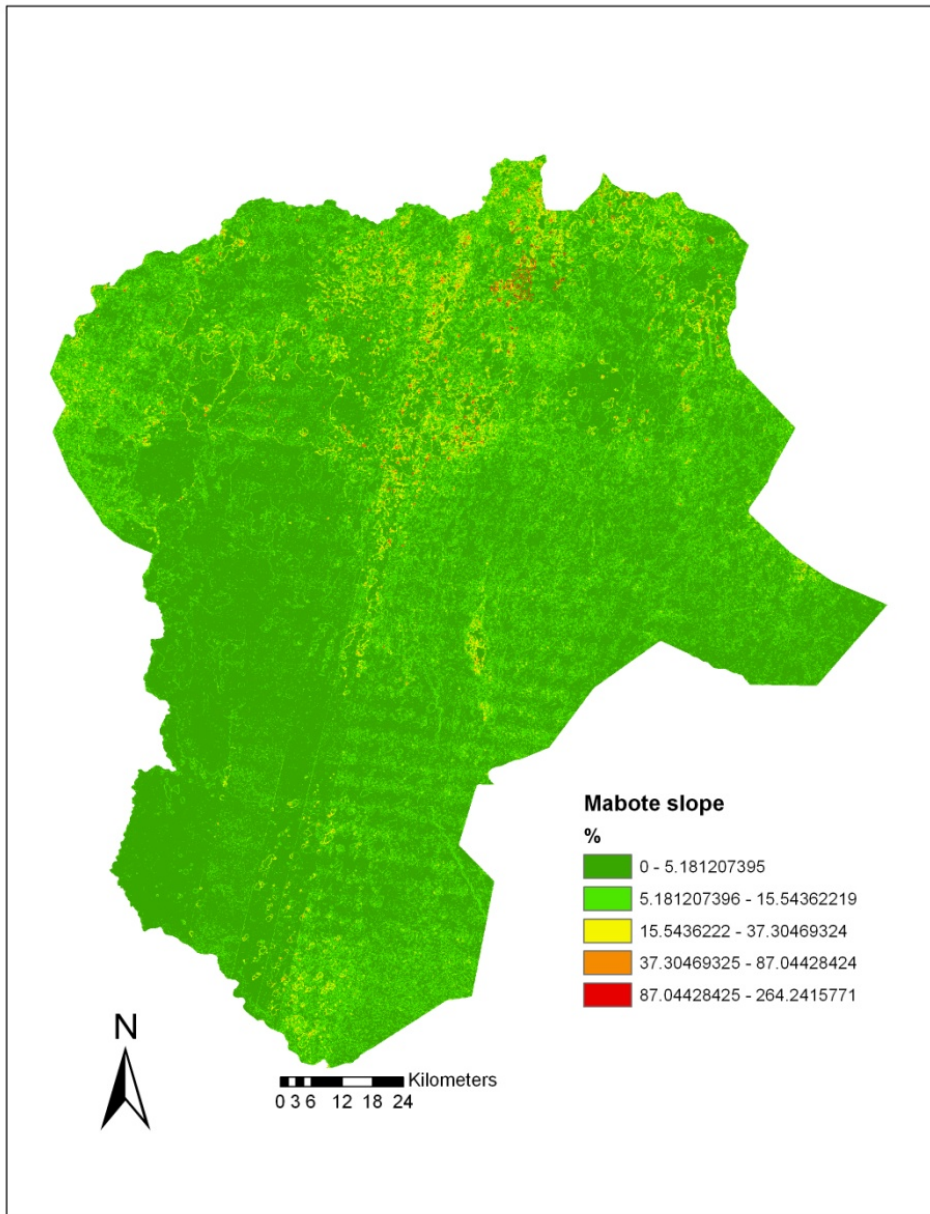 Mabote slope
%
0 - 5.181207395
5.181207396 - 15.54362219
15.5436222 - 37.30469324
37.30469325 - 87.04428424
87.04428425 - 264.2415771
N
Kilometers
0 3 6 12 18 24